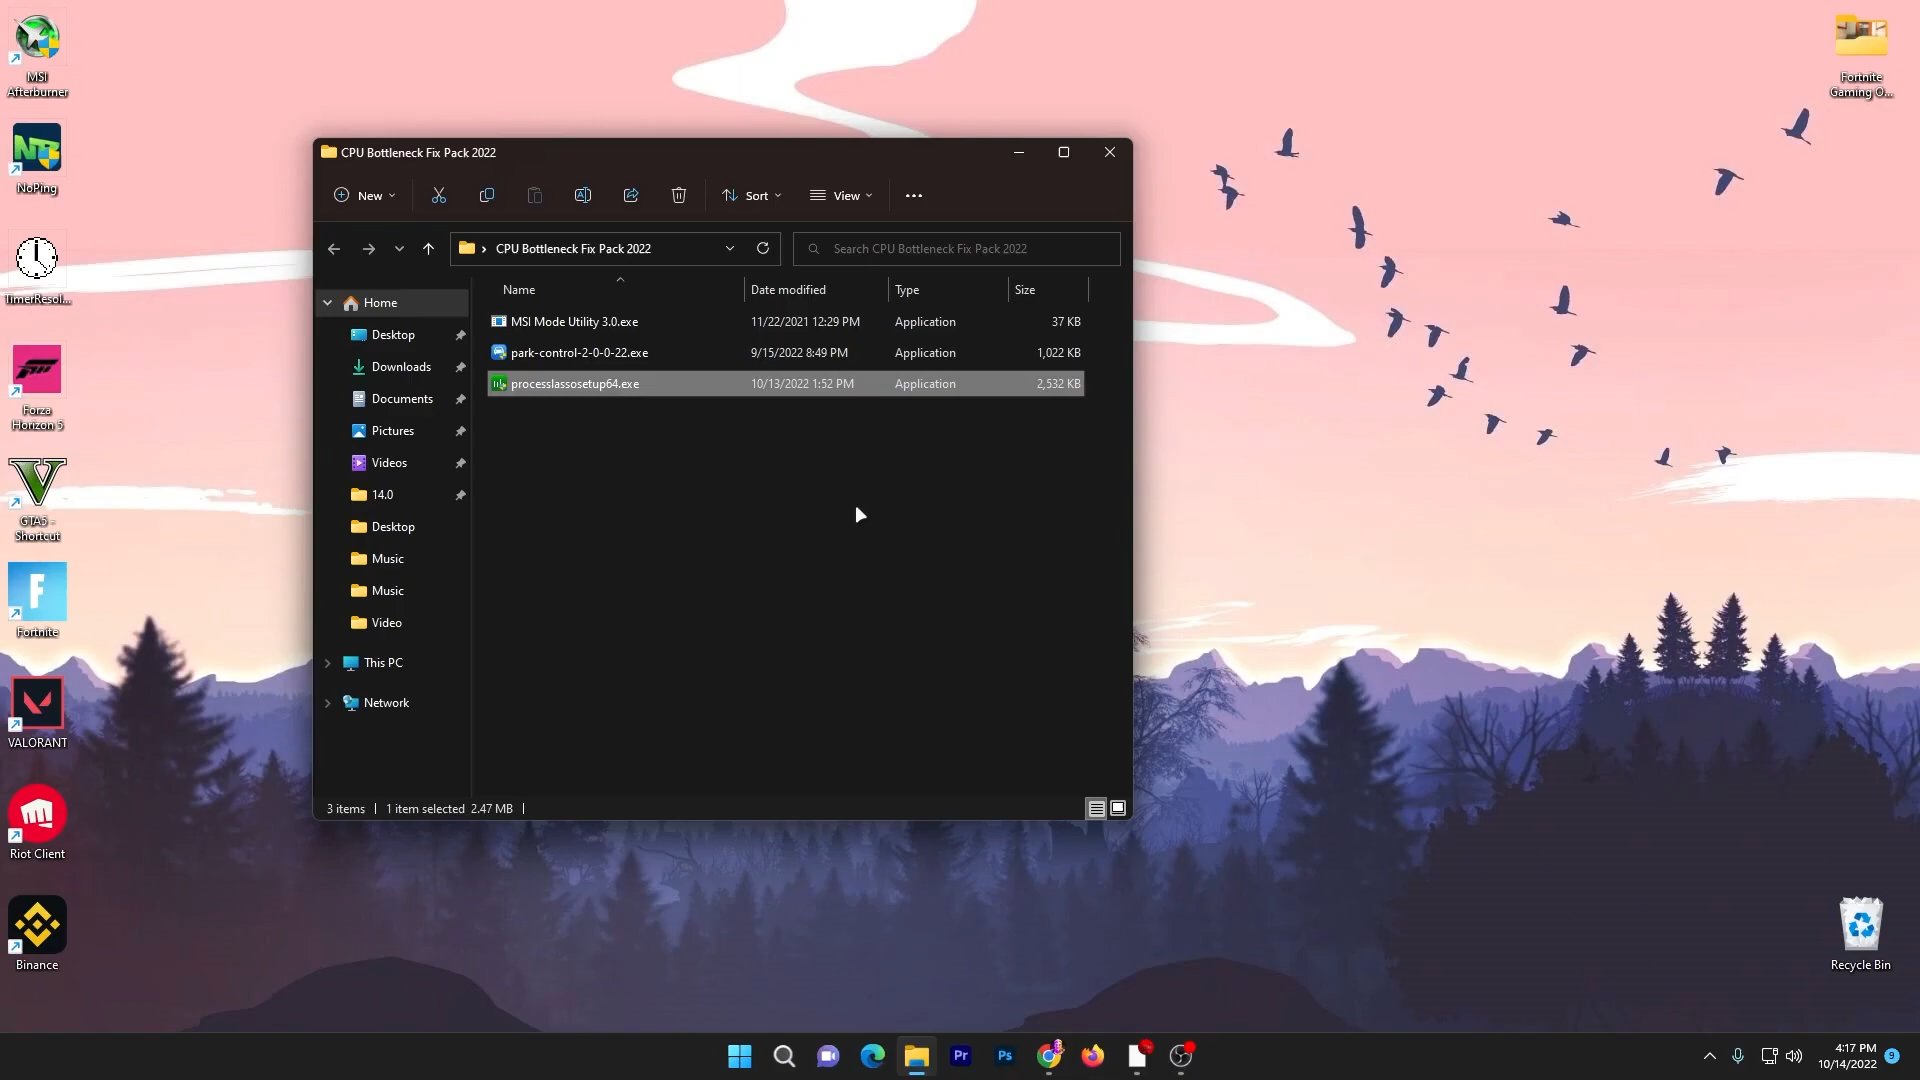 MSI
Afterburner
NoPing
TimerResol...
Forza
Horizon 5
GTA5 -
Shortcut
Fortnite
VALORANT
Riot Client
Binance
CPU Bottleneck Fix Pack 2022
New
Sort
View
CPU Bottleneck Fix Pack 2022
Search CPU Bottleneck Fix Pack 2022
Home
Desktop
Downloads
Documents
Pictures
Videos
14.0
Desktop
Music
Music
Video
This PC
Network
Name Date modified Type Size
MSI Mode Utility 3.0.exe 11/22/2021 12:29 PM Application 37 KB
park-control-2-0-0-22.exe 9/15/2022 8:49 PM Application 1,022 KB
processlassosetup64.exe 10/13/2022 1:52 PM Application 2,532 KB
3 items 1 item selected 2.47 MB
Fortnite
Gaming O...
Recycle Bin
Pr
Ps
4:17 PM
10/14/2022
9